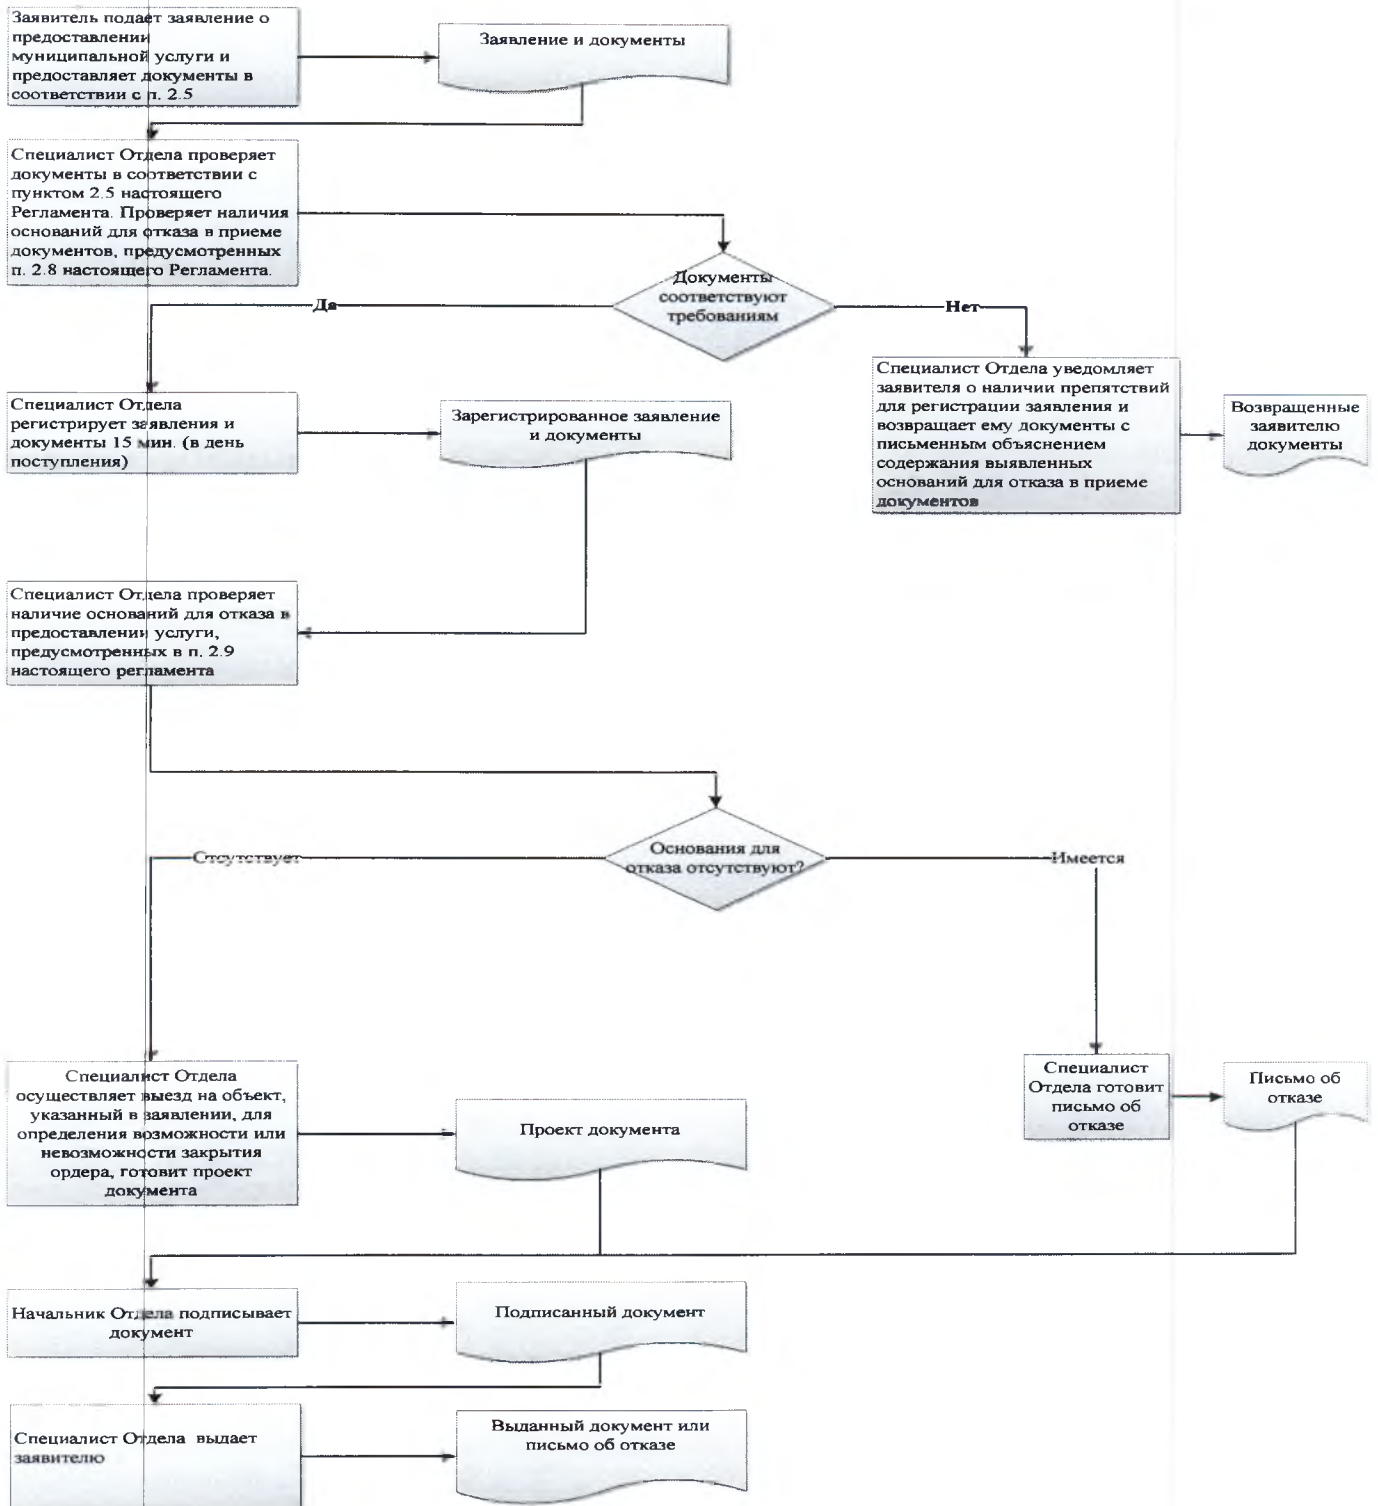 Заявитель подает заявление о
предоставлении
муниципальной услуги и
предоставляет документы в
соответствии с п. 2.5
Заявление и документы
Специалист Отдела проверяет
документы в соответствии с
пунктом 2.5 настоящего
Регламента. Проверяет наличия
оснований для отказа в приеме
документов, предусмотренных
п. 2.8 настоящего Регламента.
Документы
соответствуют
требованиям
Да
Нет
Специалист Отдела
регистрирует заявления и
документы 15 мин. (в день
поступления)
Зарегистрированное заявление
и документы
Специалист Отдела уведомляет
заявителя о наличии препятствий
для регистрации заявления и
возвращает ему документы с
письменным объяснением
содержания выявленных
оснований для отказа в приеме
документов
Возвращенные
заявителю
документы
Специалист Отдела проверяет
наличие оснований для отказа в
предоставлении услуги,
предусмотренных в п. 2.9
настоящего регламента
Основания для
отказа отсутствуют?
Отсутствует
Имеется
Специалист Отдела
осуществляет выезд на объект,
указанный в заявлении, для
определения возможности или
невозможности закрытия
ордера, готовит проект
документа
Проект документа
Специалист
Отдела готовит
письмо об
отказе
Письмо об
отказе
Начальник Отдела подписывает
документ
Подписанный документ
Специалист Отдела выдает
заявителю
Выданный документ или
письмо об отказе